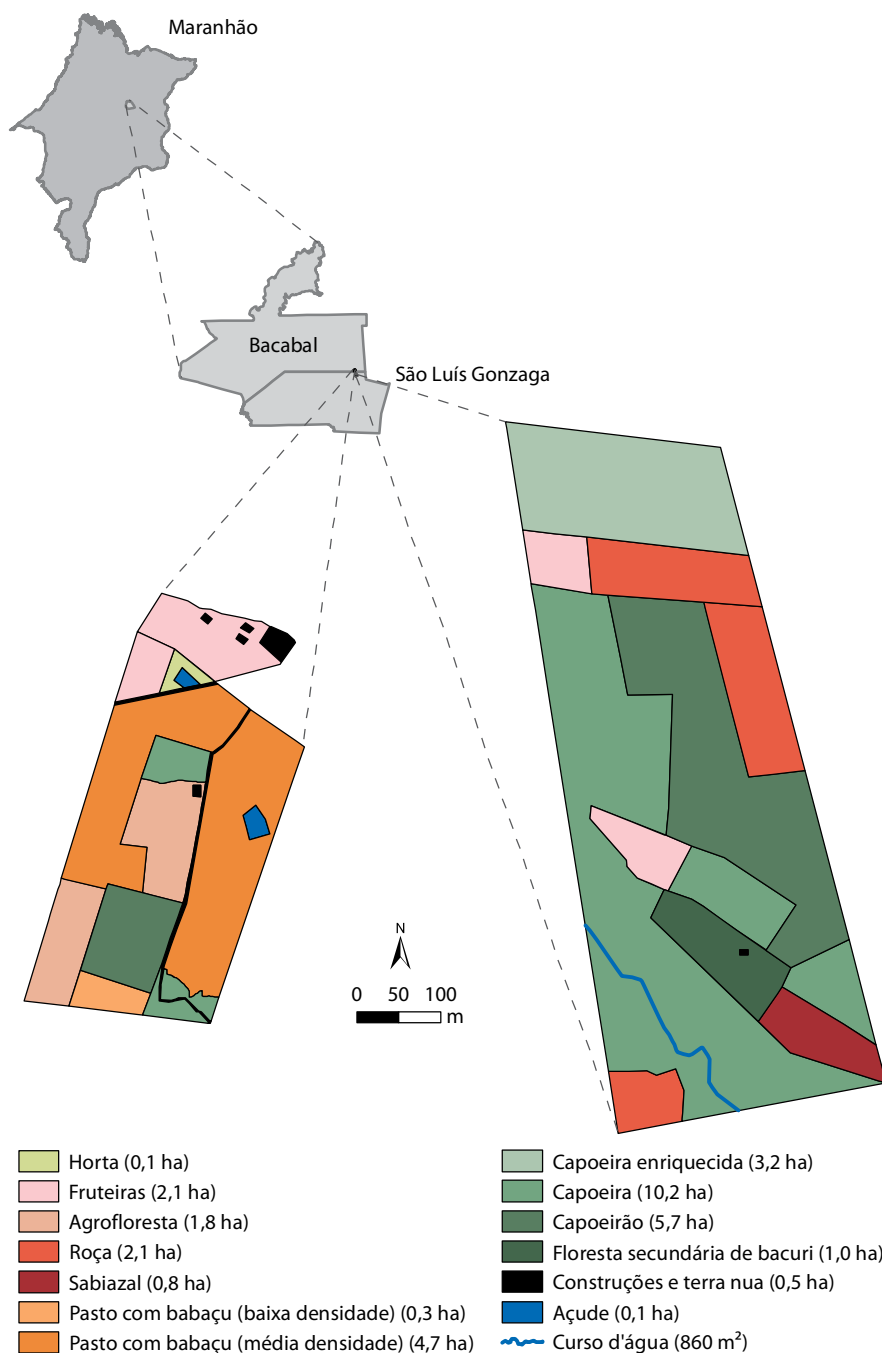 Maranhão
Bacabal
São Luís Gonzaga
N
0 50 100
m
Horta (0,1 ha)
Fruteiras (2,1 ha)
Agrofloresta (1,8 ha)
Roça (2,1 ha)
Sabiazal (0,8 ha)
Pasto com babaçu (baixa densidade) (0,3 ha)
Pasto com babaçu (média densidade) (4,7 ha)
Capoeira enriquecida (3,2 ha)
Capoeira (10,2 ha)
Capoeirão (5,7 ha)
Floresta secundária de bacuri (1,0 ha)
Construções e terra nua (0,5 ha)
Açude (0,1 ha)
Curso d'água (860 m²)